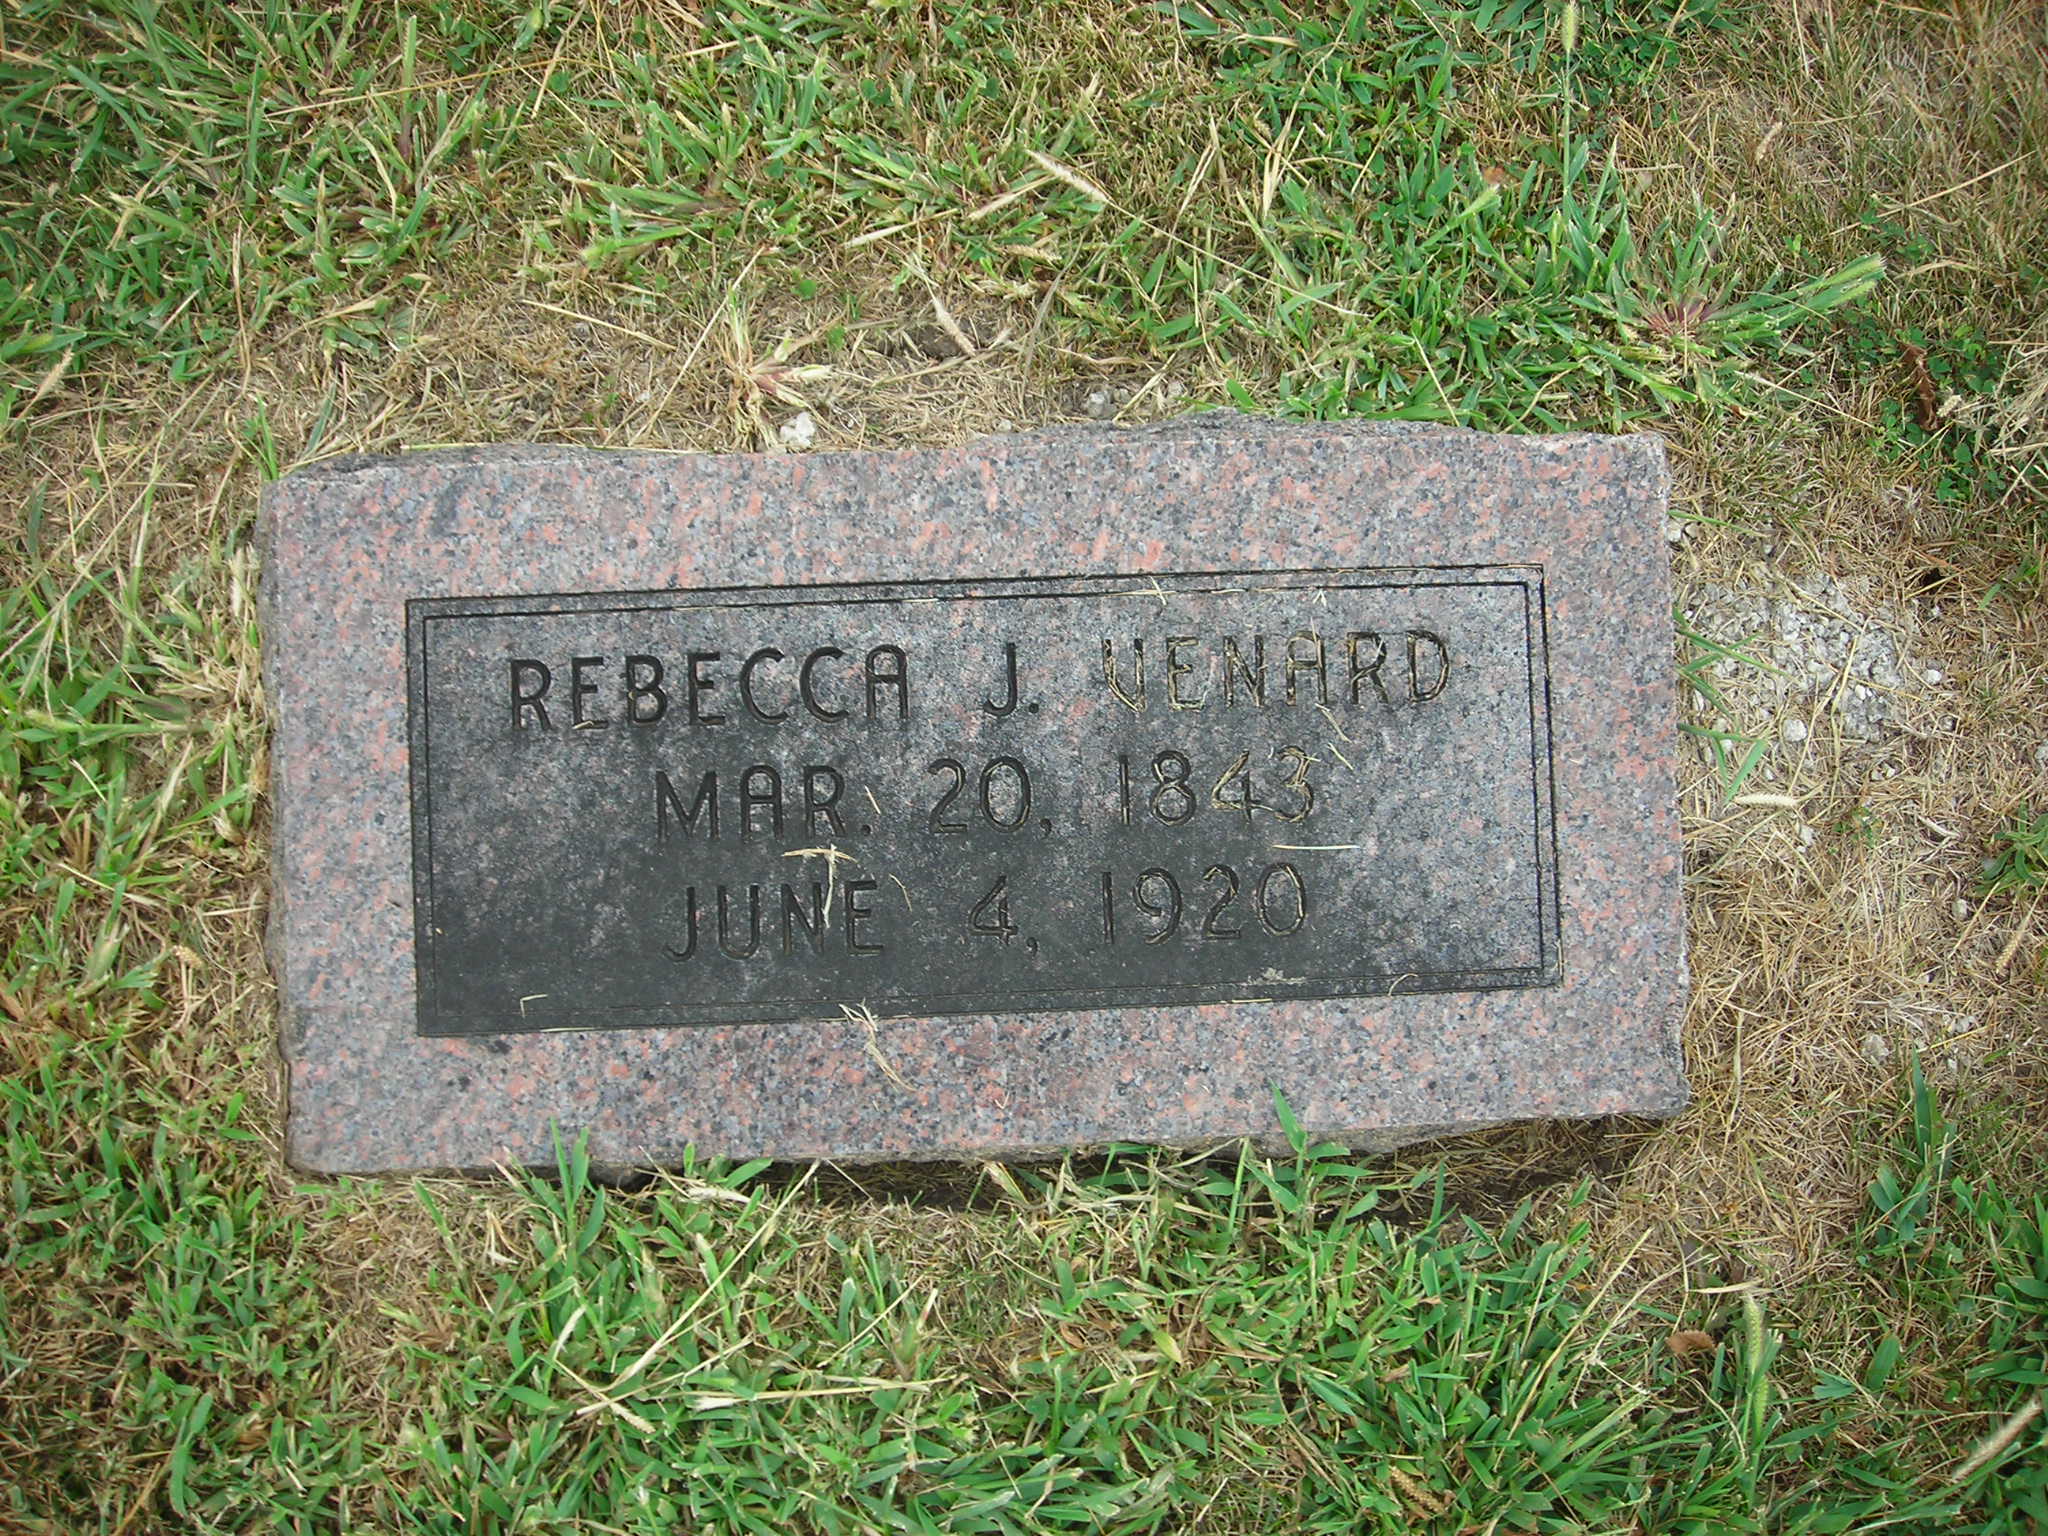 REBECCA J. VENARD
MAR. 20, 1843
JUNE 4, 1920